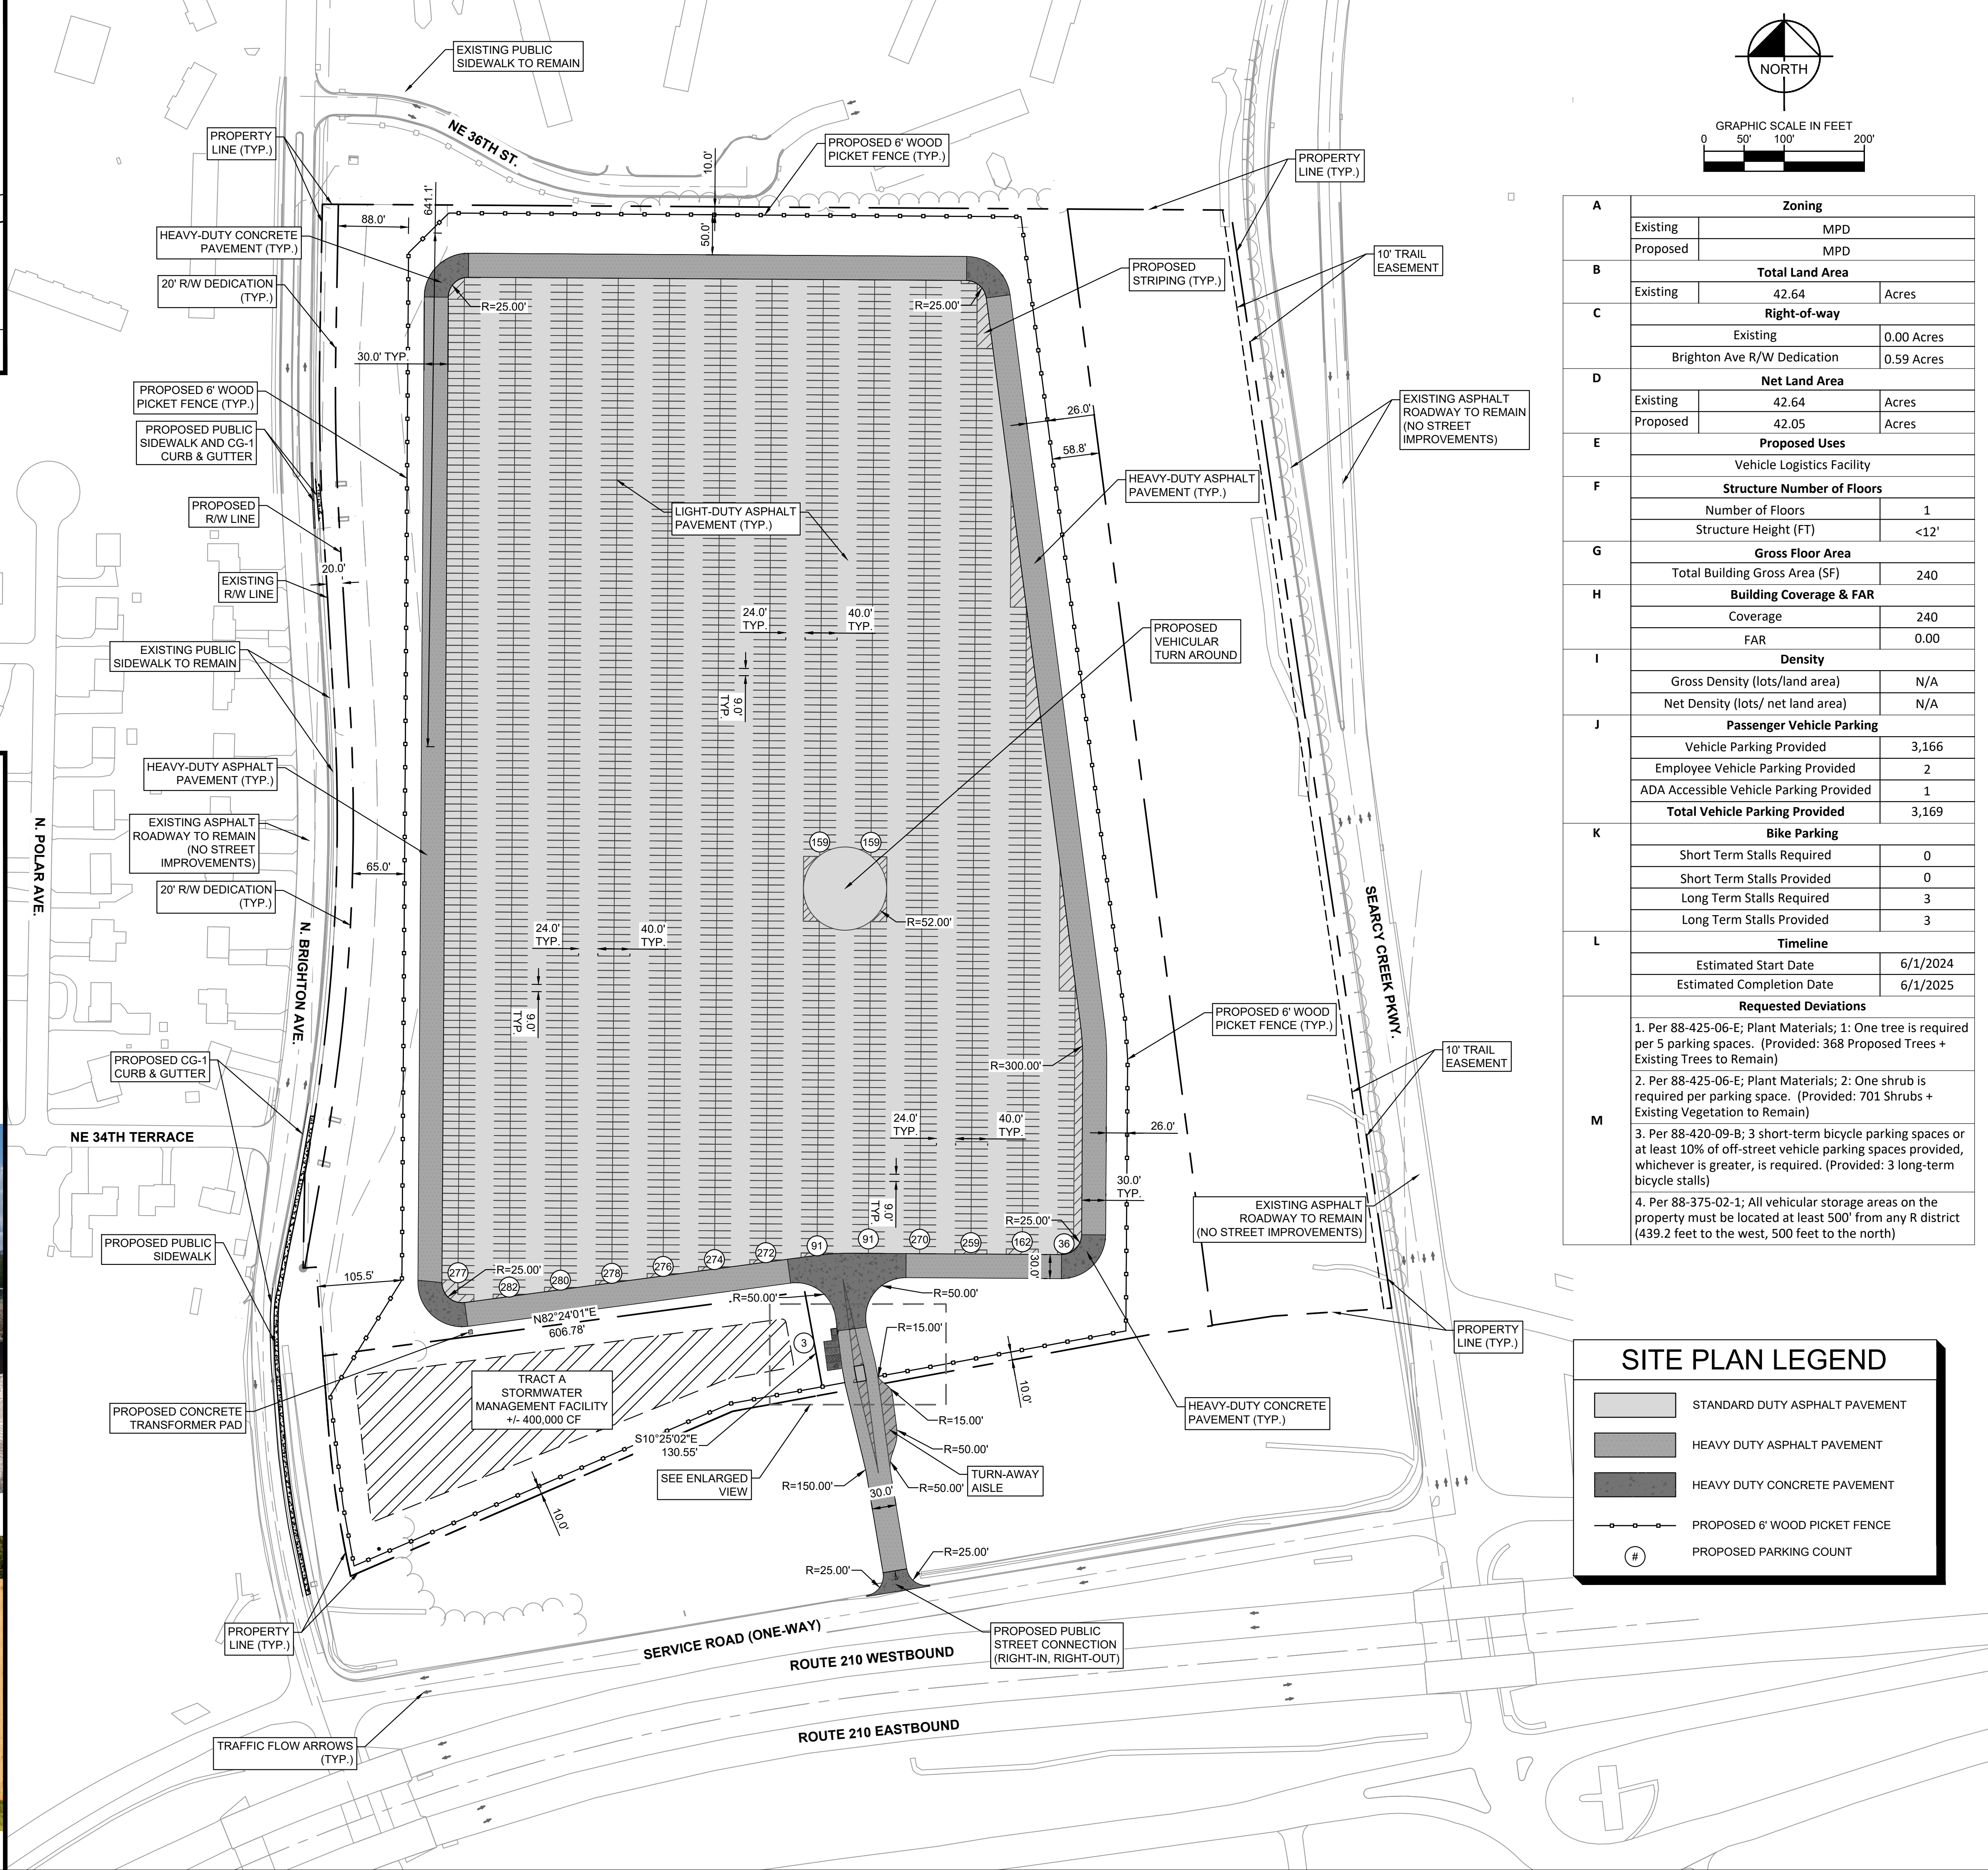 EXISTING PUBLIC
SIDEWALK TO REMAIN
NE 36TH ST.
PROPERTY
LINE (TYP.)
PROPOSED 6' WOOD
PICKET FENCE (TYP.)
10.0'
641.1'
88.0'
50.0'
PROPERTY
LINE (TYP.)
HEAVY-DUTY CONCRETE
PAVEMENT (TYP.)
20' R/W DEDICATION
(TYP.)
R=25.00'
R=25.00'
PROPOSED
STRIPING (TYP.)
10' TRAIL
EASEMENT
30.0' TYP.
PROPOSED 6' WOOD
PICKET FENCE (TYP.)
PROPOSED PUBLIC
SIDEWALK AND CG-1
CURB & GUTTER
26.0'
58.8'
EXISTING ASPHALT
ROADWAY TO REMAIN
(NO STREET
IMPROVEMENTS)
HEAVY-DUTY ASPHALT
PAVEMENT (TYP.)
PROPOSED
R/W LINE
LIGHT-DUTY ASPHALT
PAVEMENT (TYP.)
20.0'
EXISTING
R/W LINE
24.0'
TYP.
40.0'
TYP.
9.0'
TYP.
PROPOSED
VEHICULAR
TURN AROUND
EXISTING PUBLIC
SIDEWALK TO REMAIN
HEAVY-DUTY ASPHALT
PAVEMENT (TYP.)
EXISTING ASPHALT
ROADWAY TO REMAIN
(NO STREET
IMPROVEMENTS)
N. POLAR AVE.
65.0'
159
159
20' R/W DEDICATION
(TYP.)
N. BRIGHTON AVE.
R=52.00'
24.0'
TYP.
40.0'
TYP.
9.0'
TYP.
SEARCY CREEK PKWY.
PROPOSED 6' WOOD
PICKET FENCE (TYP.)
10' TRAIL
EASEMENT
PROPOSED CG-1
CURB & GUTTER
R=300.00'
24.0'
TYP.
40.0'
TYP.
26.0'
NE 34TH TERRACE
9.0'
TYP.
30.0'
TYP.
EXISTING ASPHALT
ROADWAY TO REMAIN
(NO STREET IMPROVEMENTS)
R=25.00'
PROPOSED PUBLIC
SIDEWALK
105.5'
R=25.00'
277
282
280
278
276
274
272
91
91
270
259
162
36
30.0'
N82°24'01"E
606.78'
R=50.00'
R=50.00'
R=15.00'
3
PROPERTY
LINE (TYP.)
TRACT A
STORMWATER
MANAGEMENT FACILITY
+/- 400,000 CF
10.0'
PROPOSED CONCRETE
TRANSFORMER PAD
R=15.00'
HEAVY-DUTY CONCRETE
PAVEMENT (TYP.)
S10°25'02"E
130.55'
R=50.00'
SEE ENLARGED
VIEW
R=150.00'
R=50.00'
TURN-AWAY
AISLE
30.0'
10.0'
R=25.00'
R=25.00'
PROPERTY
LINE (TYP.)
SERVICE ROAD (ONE-WAY)
PROPOSED PUBLIC
STREET CONNECTION
(RIGHT-IN, RIGHT-OUT)
ROUTE 210 WESTBOUND
ROUTE 210 EASTBOUND
TRAFFIC FLOW ARROWS
(TYP.)
NORTH
GRAPHIC SCALE IN FEET
0 50' 100' 200'
A Zoning
Existing MPD
Proposed MPD
B Total Land Area
Existing 42.64 Acres
C Right-of-way
Existing 0.00 Acres
Brighton Ave R/W Dedication 0.59 Acres
D Net Land Area
Existing 42.64 Acres
Proposed 42.05 Acres
E Proposed Uses
Vehicle Logistics Facility
F Structure Number of Floors
Number of Floors 1
Structure Height (FT) <12'
G Gross Floor Area
Total Building Gross Area (SF) 240
H Building Coverage & FAR
Coverage 240
FAR 0.00
I Density
Gross Density (lots/land area) N/A
Net Density (lots/ net land area) N/A
J Passenger Vehicle Parking
Vehicle Parking Provided 3,166
Employee Vehicle Parking Provided 2
ADA Accessible Vehicle Parking Provided 1
Total Vehicle Parking Provided 3,169
K Bike Parking
Short Term Stalls Required 0
Short Term Stalls Provided 0
Long Term Stalls Required 3
Long Term Stalls Provided 3
L Timeline
Estimated Start Date 6/1/2024
Estimated Completion Date 6/1/2025
M Requested Deviations
1. Per 88-425-06-E; Plant Materials; 1: One tree is required
per 5 parking spaces. (Provided: 368 Proposed Trees +
Existing Trees to Remain)
2. Per 88-425-06-E; Plant Materials; 2: One shrub is
required per parking space. (Provided: 701 Shrubs +
Existing Vegetation to Remain)
3. Per 88-420-09-B; 3 short-term bicycle parking spaces or
at least 10% of off-street vehicle parking spaces provided,
whichever is greater, is required. (Provided: 3 long-term
bicycle stalls)
4. Per 88-375-02-1; All vehicular storage areas on the
property must be located at least 500' from any R district
(439.2 feet to the west, 500 feet to the north)
SITE PLAN LEGEND
STANDARD DUTY ASPHALT PAVEMENT
HEAVY DUTY ASPHALT PAVEMENT
HEAVY DUTY CONCRETE PAVEMENT
PROPOSED 6' WOOD PICKET FENCE
# PROPOSED PARKING COUNT